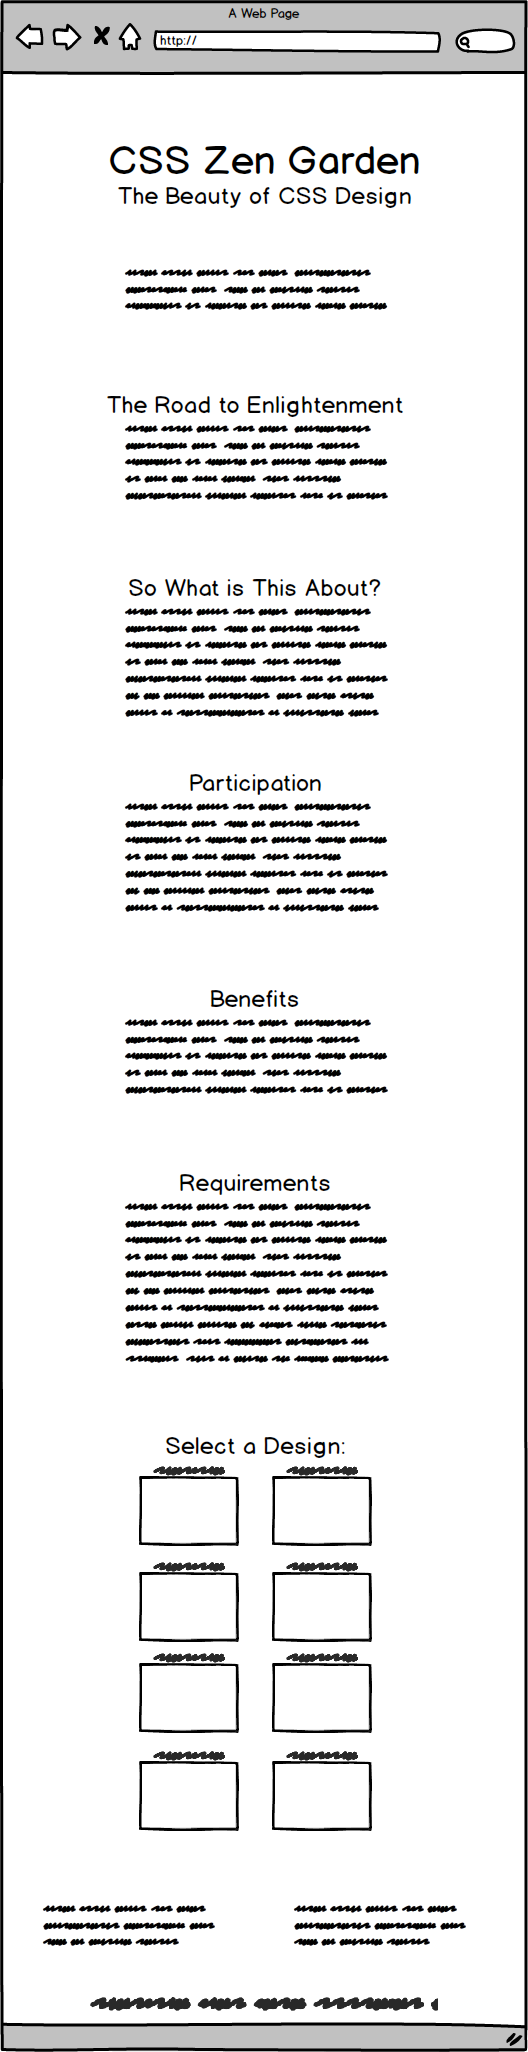 A Web Page
http://
CSS Zen Garden
The Beauty of CSS Design
The Road to Enlightenment
So What is This About?
Participation
Benefits
Requirements
Select a Design: